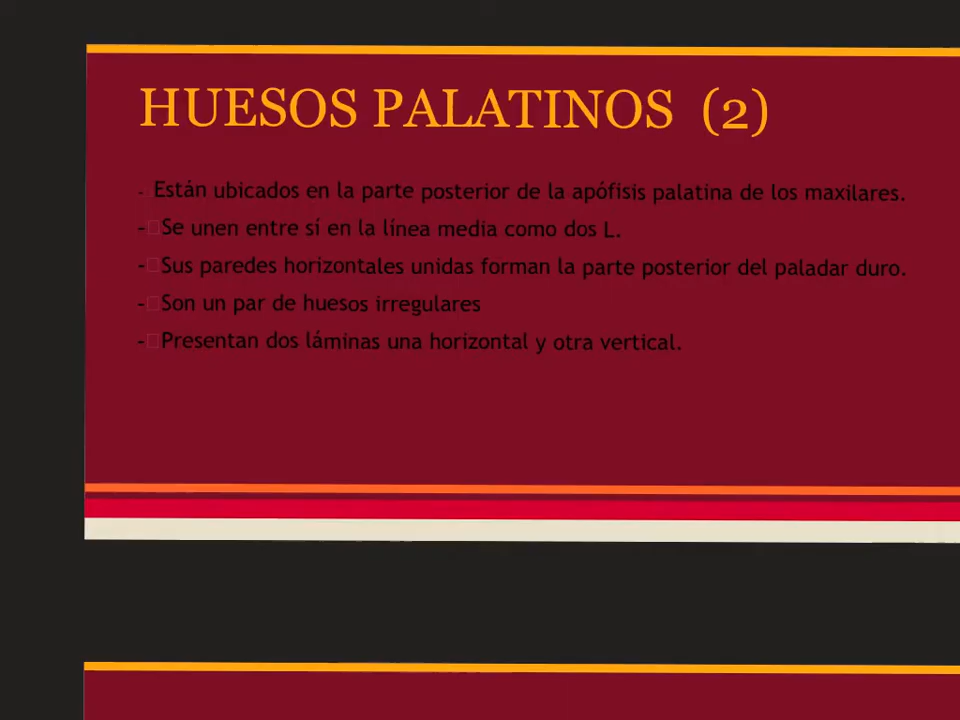 HUESOS PALATINOS (2)
- Están ubicados en la parte posterior de la apófisis palatina de los maxilares.
-Se unen entre sí en la línea media como dos L.
-Sus paredes horizontales unidas forman la parte posterior del paladar duro.
-Son un par de huesos irregulares
-Presentan dos láminas una horizontal y otra vertical.